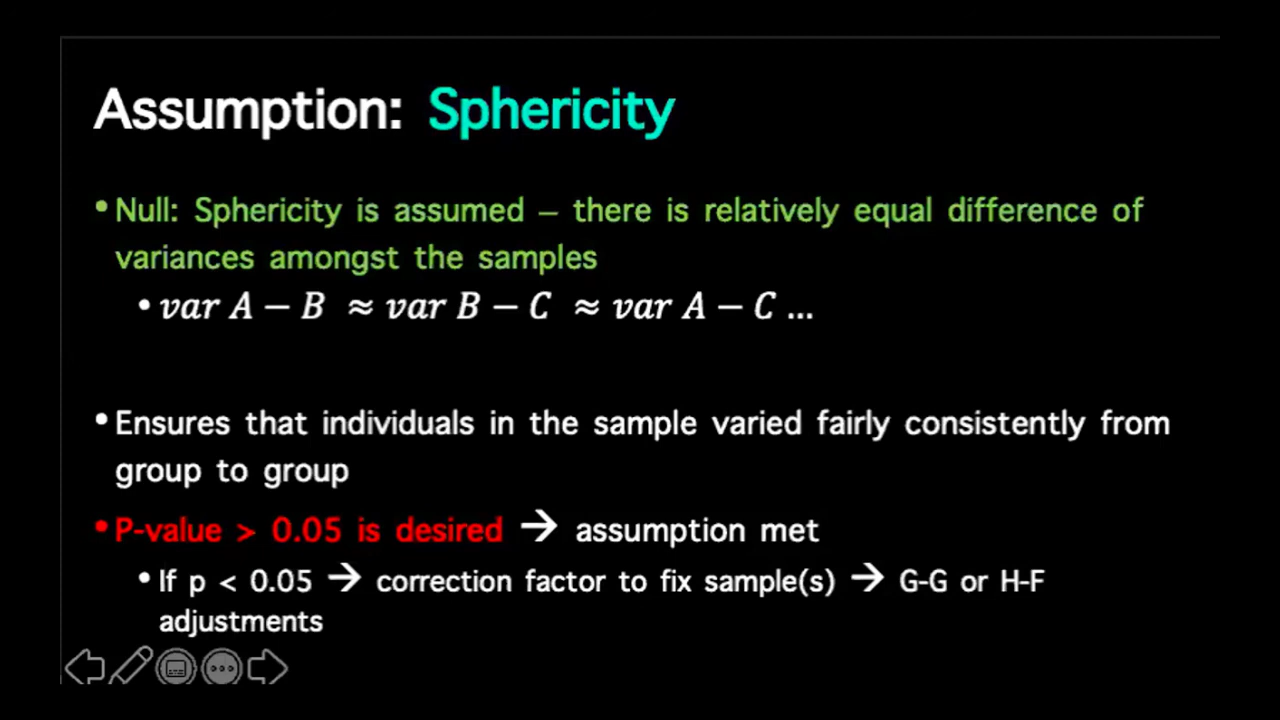 Assumption: Sphericity
• Null: Sphericity is assumed – there is relatively equal difference of
variances amongst the samples
• var A − B ≈ var B − C ≈ var A − C ...
• Ensures that individuals in the sample varied fairly consistently from
group to group
• P-value > 0.05 is desired → assumption met
• If p < 0.05 → correction factor to fix sample(s) → G-G or H-F
adjustments